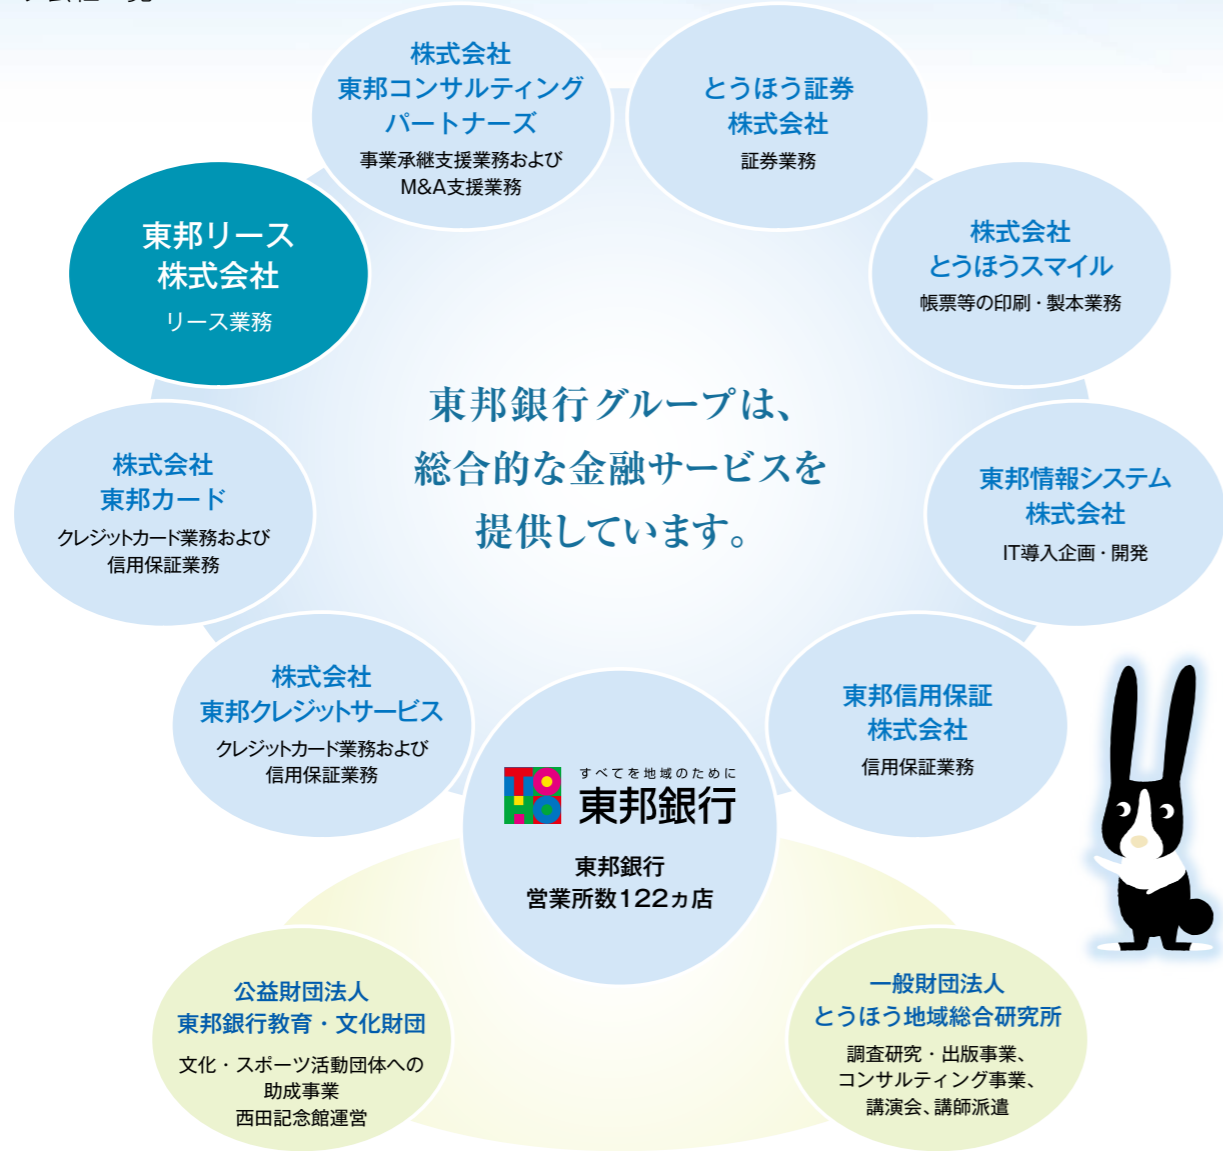 株式会社
東邦コンサルティング
パートナーズ
事業承継支援業務および
M&A支援業務
とうほう証券
株式会社
証券業務
東邦リース
株式会社
リース業務
株式会社
とうほうスマイル
帳票等の印刷・製本業務
東邦銀行グループは、
総合的な金融サービスを
提供しています。
株式会社
東邦カード
クレジットカード業務および
信用保証業務
東邦情報システム
株式会社
IT導入企画・開発
株式会社
東邦クレジットサービス
クレジットカード業務および
信用保証業務
東邦信用保証
株式会社
信用保証業務
TOHO
すべてを地域のために
東邦銀行
東邦銀行
営業所数122ヵ店
公益財団法人
東邦銀行教育・文化財団
文化・スポーツ活動団体への
助成事業
西田記念館運営
一般財団法人
とうほう地域総合研究所
調査研究・出版事業、
コンサルティング事業、
講演会、講師派遣